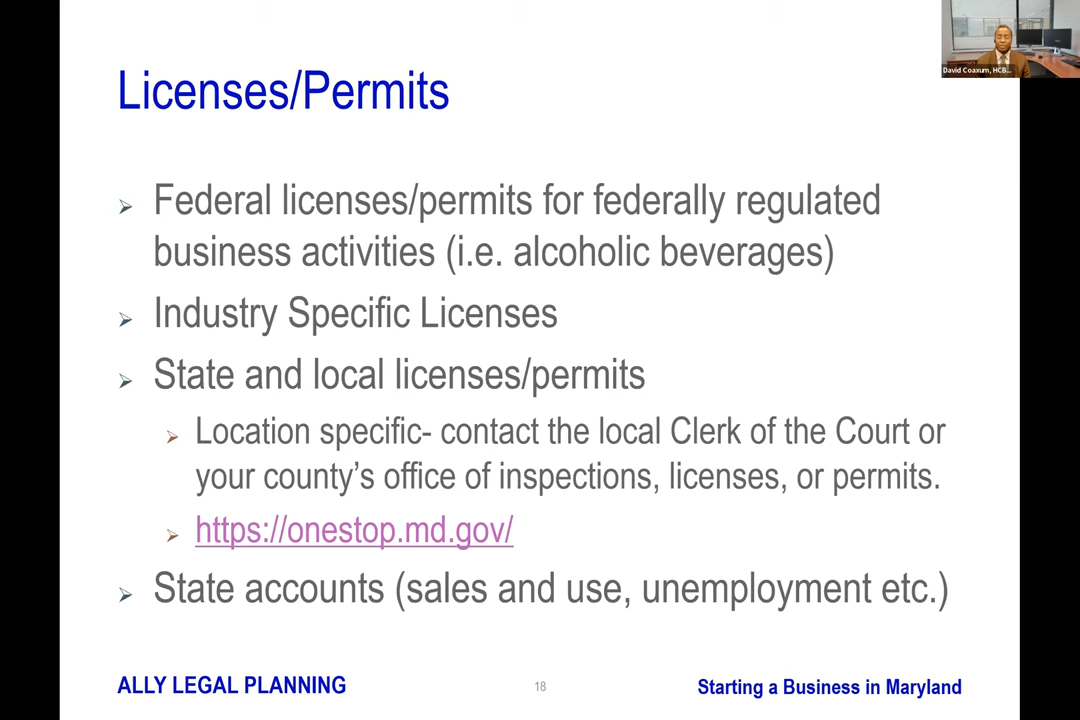 David Coaxum, HCB...
Licenses/Permits
Federal licenses/permits for federally regulated
business activities (i.e. alcoholic beverages)
Industry Specific Licenses
State and local licenses/permits
Location specific- contact the local Clerk of the Court or
your county’s office of inspections, licenses, or permits.
https://onestop.md.gov/
State accounts (sales and use, unemployment etc.)
ALLY LEGAL PLANNING
18
Starting a Business in Maryland